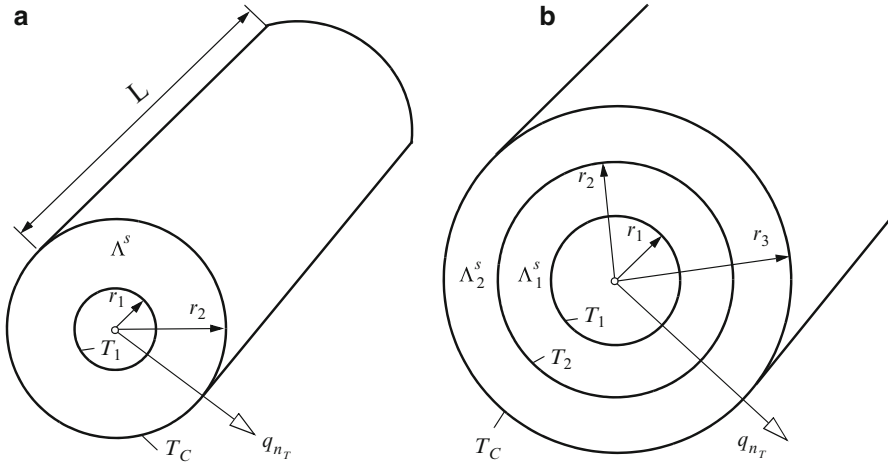 a
L
Λ^s
r_1
r_2
T_1
T_C
q_{n_T}
b
r_2
r_1
r_3
Λ_2^s
Λ_1^s
T_1
T_2
T_C
q_{n_T}